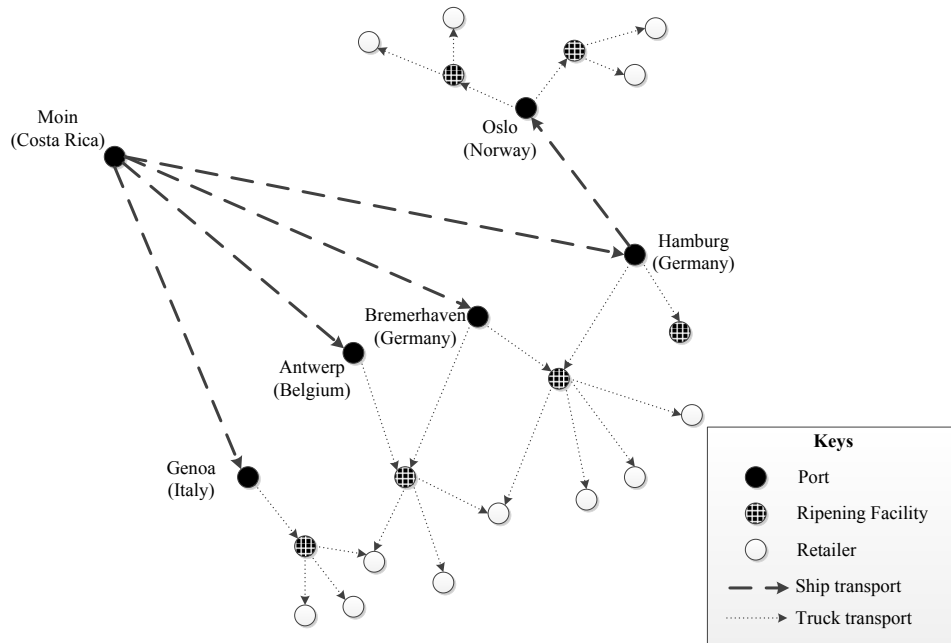 Moin
(Costa Rica)
Oslo
(Norway)
Hamburg
(Germany)
Bremerhaven
(Germany)
Antwerp
(Belgium)
Genoa
(Italy)
Keys
Port
Ripening Facility
Retailer
Ship transport
Truck transport